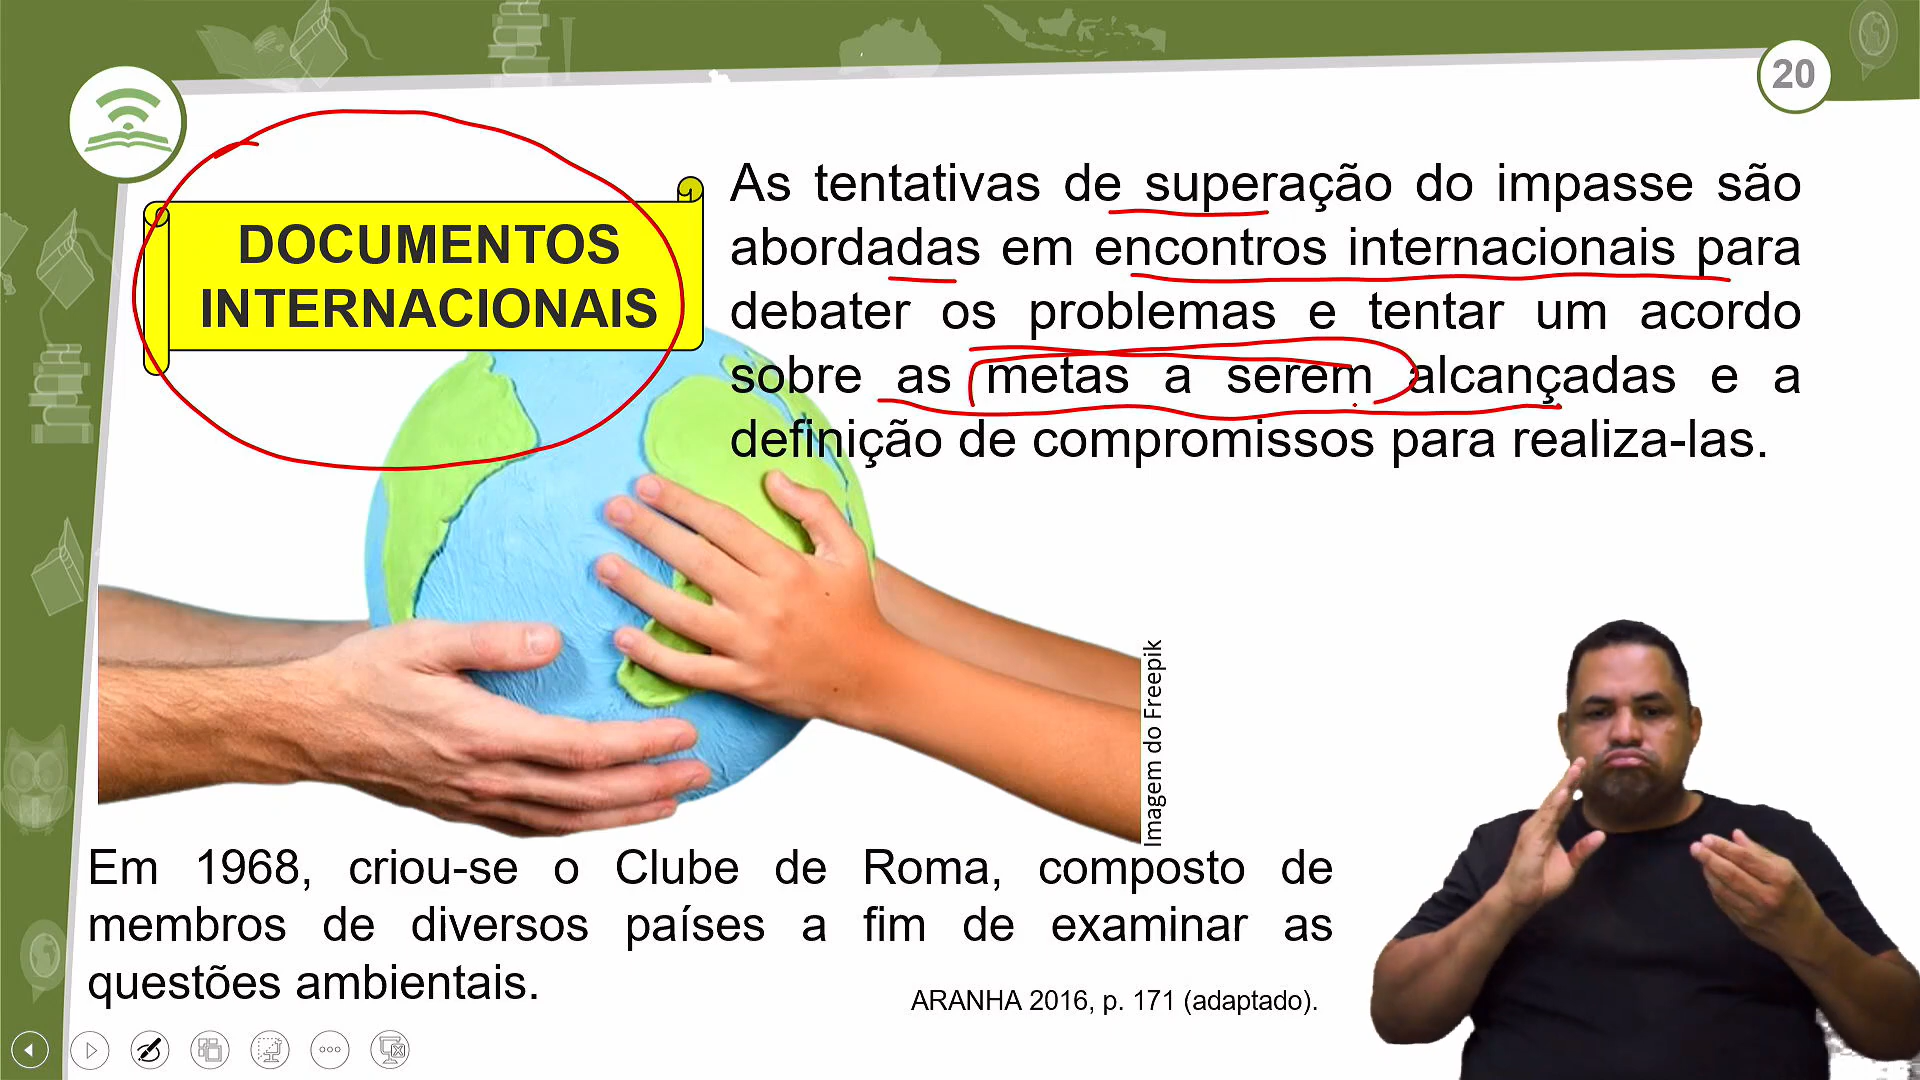 20
DOCUMENTOS
INTERNACIONAIS
As tentativas de superação do impasse são
abordadas em encontros internacionais para
debater os problemas e tentar um acordo
sobre as metas a serem alcançadas e a
definição de compromissos para realiza-las.
Imagem do Freepik
Em 1968, criou-se o Clube de Roma, composto de
membros de diversos países a fim de examinar as
questões ambientais.
ARANHA 2016, p. 171 (adaptado).